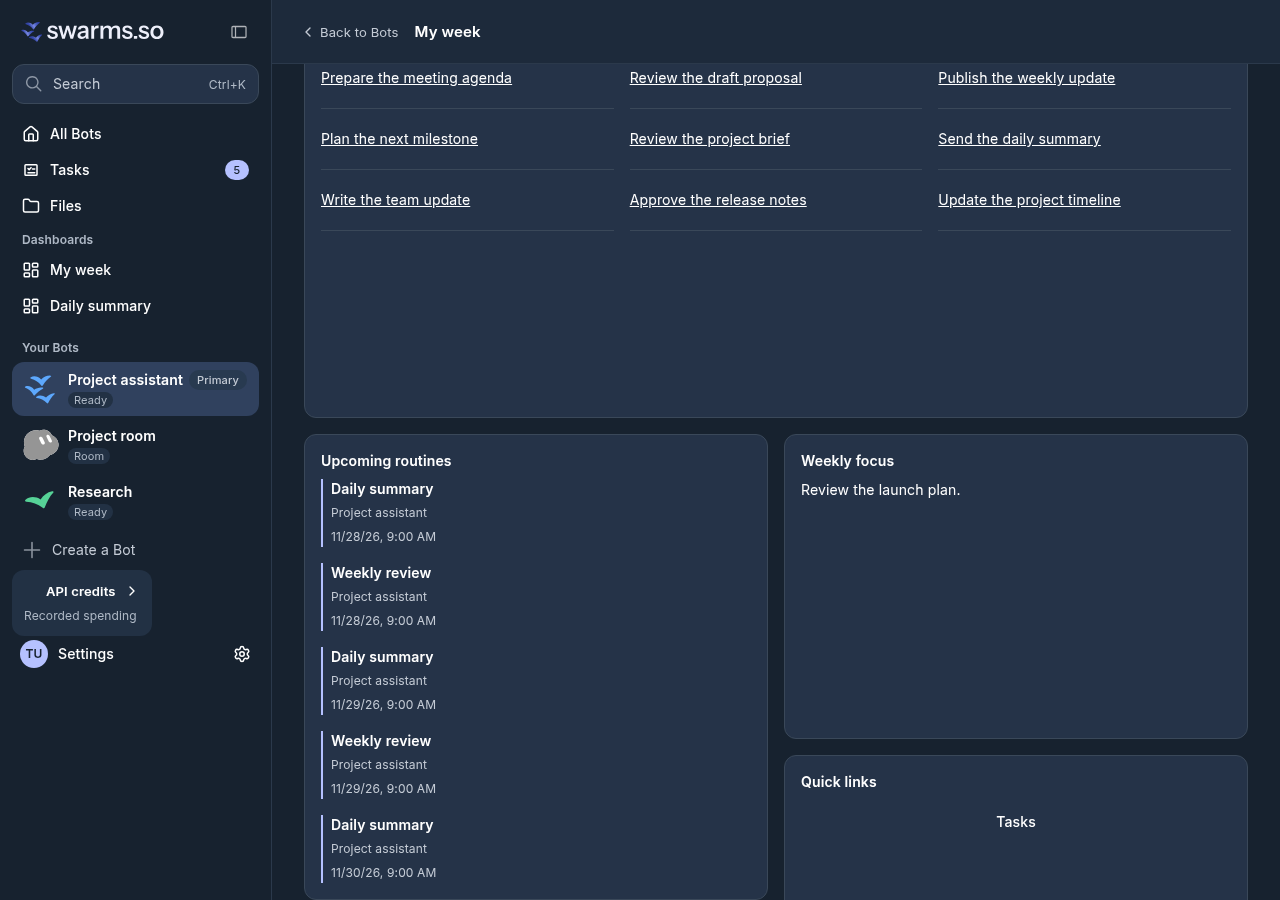 swarms.so
Search
Ctrl+K
All Bots
Tasks
5
Files
Dashboards
My week
Daily summary
Your Bots
Project assistant
Primary
Ready
Project room
Room
Research
Ready
Create a Bot
API credits
Recorded spending
TU
Settings
Back to Bots
My week
Prepare the meeting agenda
Review the draft proposal
Publish the weekly update
Plan the next milestone
Review the project brief
Send the daily summary
Write the team update
Approve the release notes
Update the project timeline
Upcoming routines
Daily summary
Project assistant
11/28/26, 9:00 AM
Weekly review
Project assistant
11/28/26, 9:00 AM
Daily summary
Project assistant
11/29/26, 9:00 AM
Weekly review
Project assistant
11/29/26, 9:00 AM
Daily summary
Project assistant
11/30/26, 9:00 AM
Weekly focus
Review the launch plan.
Quick links
Tasks